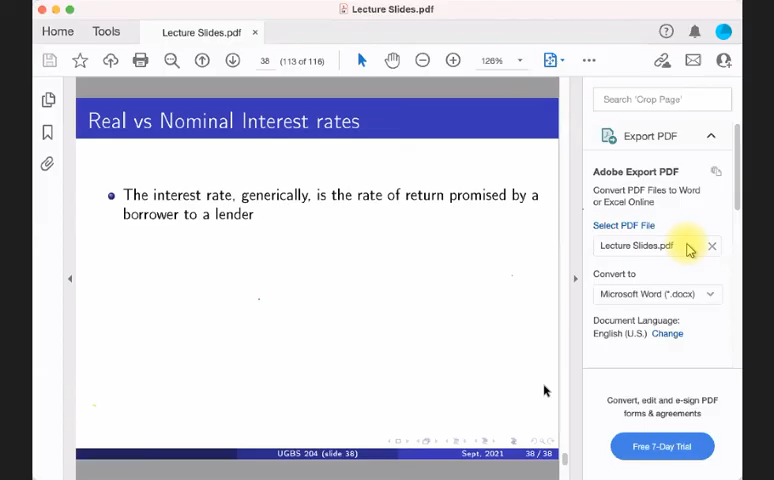 Lecture Slides.pdf
Home Tools Lecture Slides.pdf ×
38 (113 of 116) 126%
Search 'Crop Page'
Real vs Nominal Interest rates
The interest rate, generically, is the rate of return promised by a
borrower to a lender
UGBS 204 (slide 38) Sept, 2021 38 / 38
Export PDF
Adobe Export PDF
Convert PDF Files to Word
or Excel Online
Select PDF File
Lecture Slides.pdf
Convert to
Microsoft Word (*.docx)
Document Language:
English (U.S.) Change
Convert, edit and e-sign PDF
forms & agreements
Free 7-Day Trial